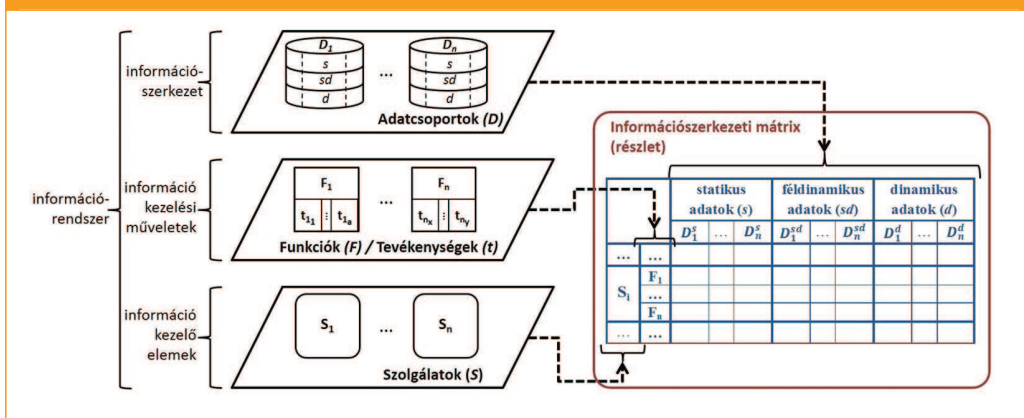 információ-
rendszer
információ-
szerkezet
információ
kezelési
műveletek
információ
kezelő
elemek
D₁ ... Dₙ
s s
sd sd
d d
Adatcsoportok (D)
F₁ ... Fₙ
t₁₁ ⋮ t₁ₐ tₙₓ ⋮ tₙᵧ
Funkciók (F) / Tevékenységek (t)
S₁ ... Sₙ
Szolgálatok (S)
Információszerkezeti mátrix
(részlet)
statikus féldinamikus dinamikus
adatok (s) adatok (sd) adatok (d)
D₁ˢ ... Dₙˢ D₁ˢᵈ ... Dₙˢᵈ D₁ᵈ ... Dₙᵈ
... ...
F₁
Sᵢ ...
Fₙ
... ...